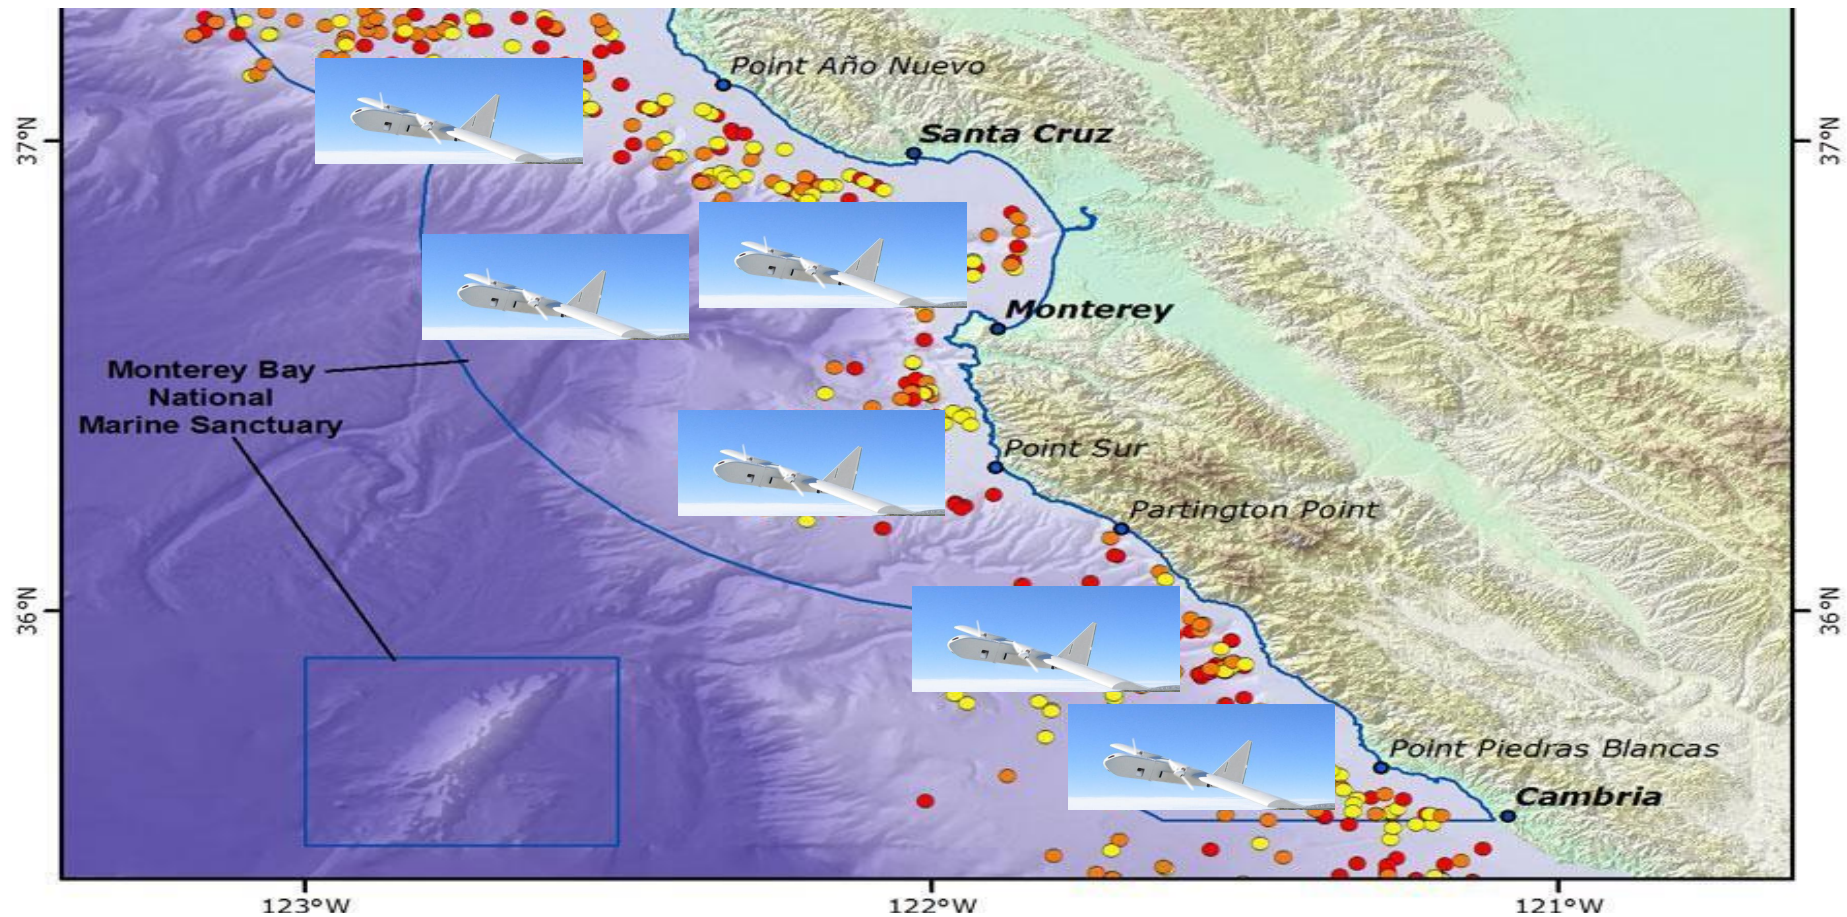 Point Año Nuevo
Santa Cruz
37°N
37°N
Monterey
Monterey Bay
National
Marine Sanctuary
Point Sur
Partington Point
36°N
36°N
Point Piedras Blancas
Cambria
123°W
122°W
121°W